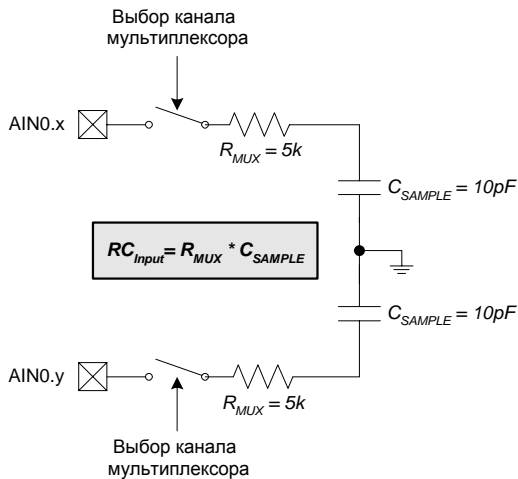 Выбор канала
мультиплексора
AIN0.x
R_MUX = 5k
C_SAMPLE = 10pF
RC_Input = R_MUX * C_SAMPLE
C_SAMPLE = 10pF
AIN0.y
R_MUX = 5k
Выбор канала
мультиплексора